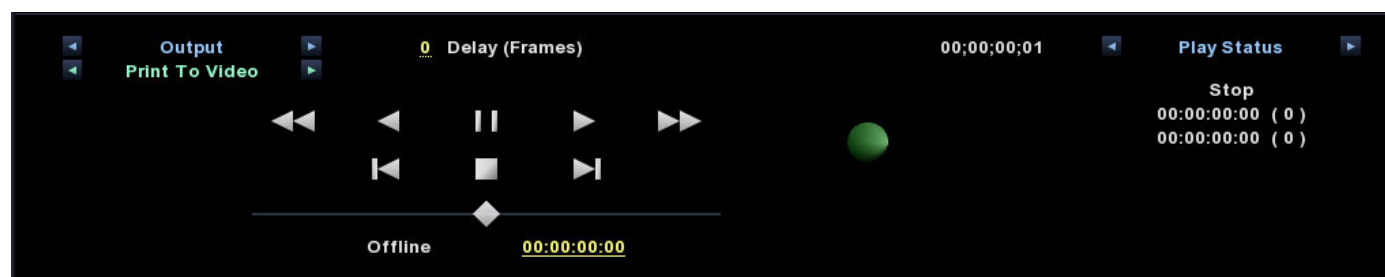 Output
0 Delay (Frames)
00;00;00;01
Play Status
Print To Video
Stop
00:00:00:00 ( 0 )
00:00:00:00 ( 0 )
Offline
00:00:00:00